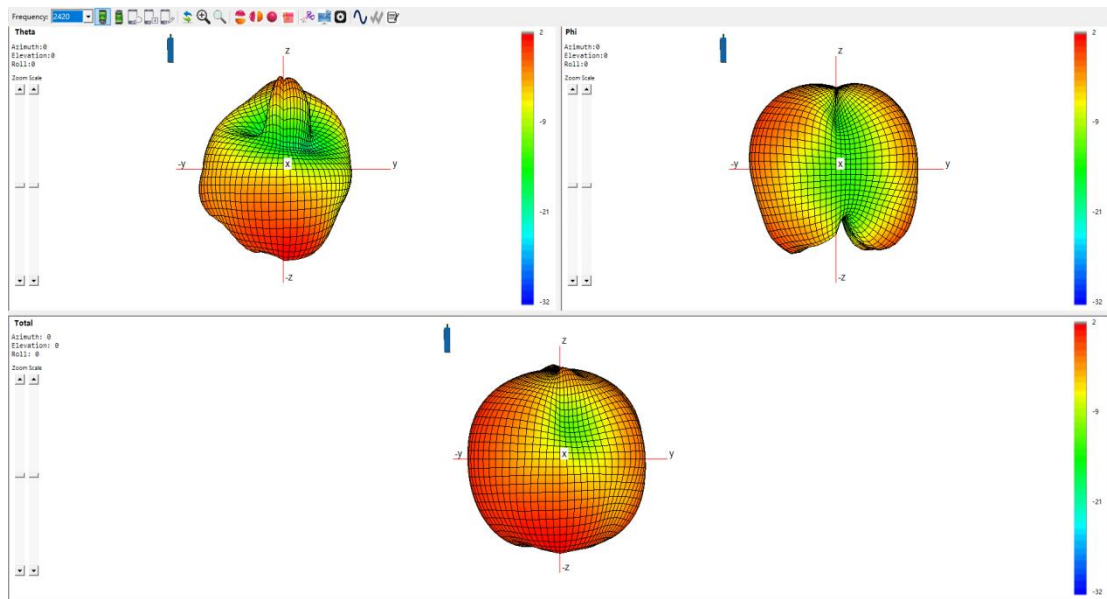 Frequency: 2420
Theta
Azimuth:0
Elevation:0
Roll:0
Zoom Scale
z
-y
x
y
-z
2
-9
-21
-32
Phi
Azimuth:0
Elevation:0
Roll:0
Zoom Scale
z
-y
x
y
-z
2
-9
-21
-32
Total
Azimuth: 0
Elevation: 0
Roll: 0
Zoom Scale
z
-y
x
y
-z
2
-9
-21
-32